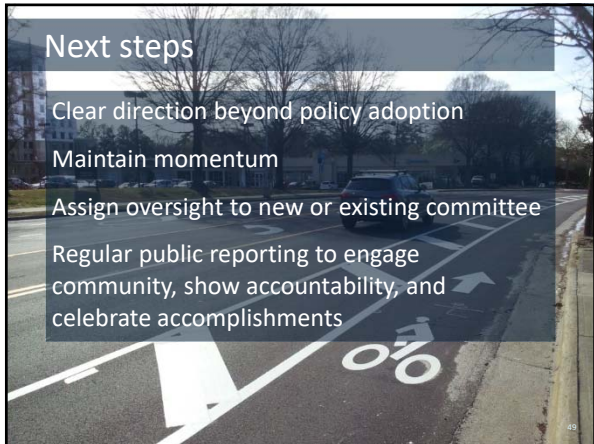 Next steps
Clear direction beyond policy adoption
Maintain momentum
Assign oversight to new or existing committee
Regular public reporting to engage
community, show accountability, and
celebrate accomplishments
49